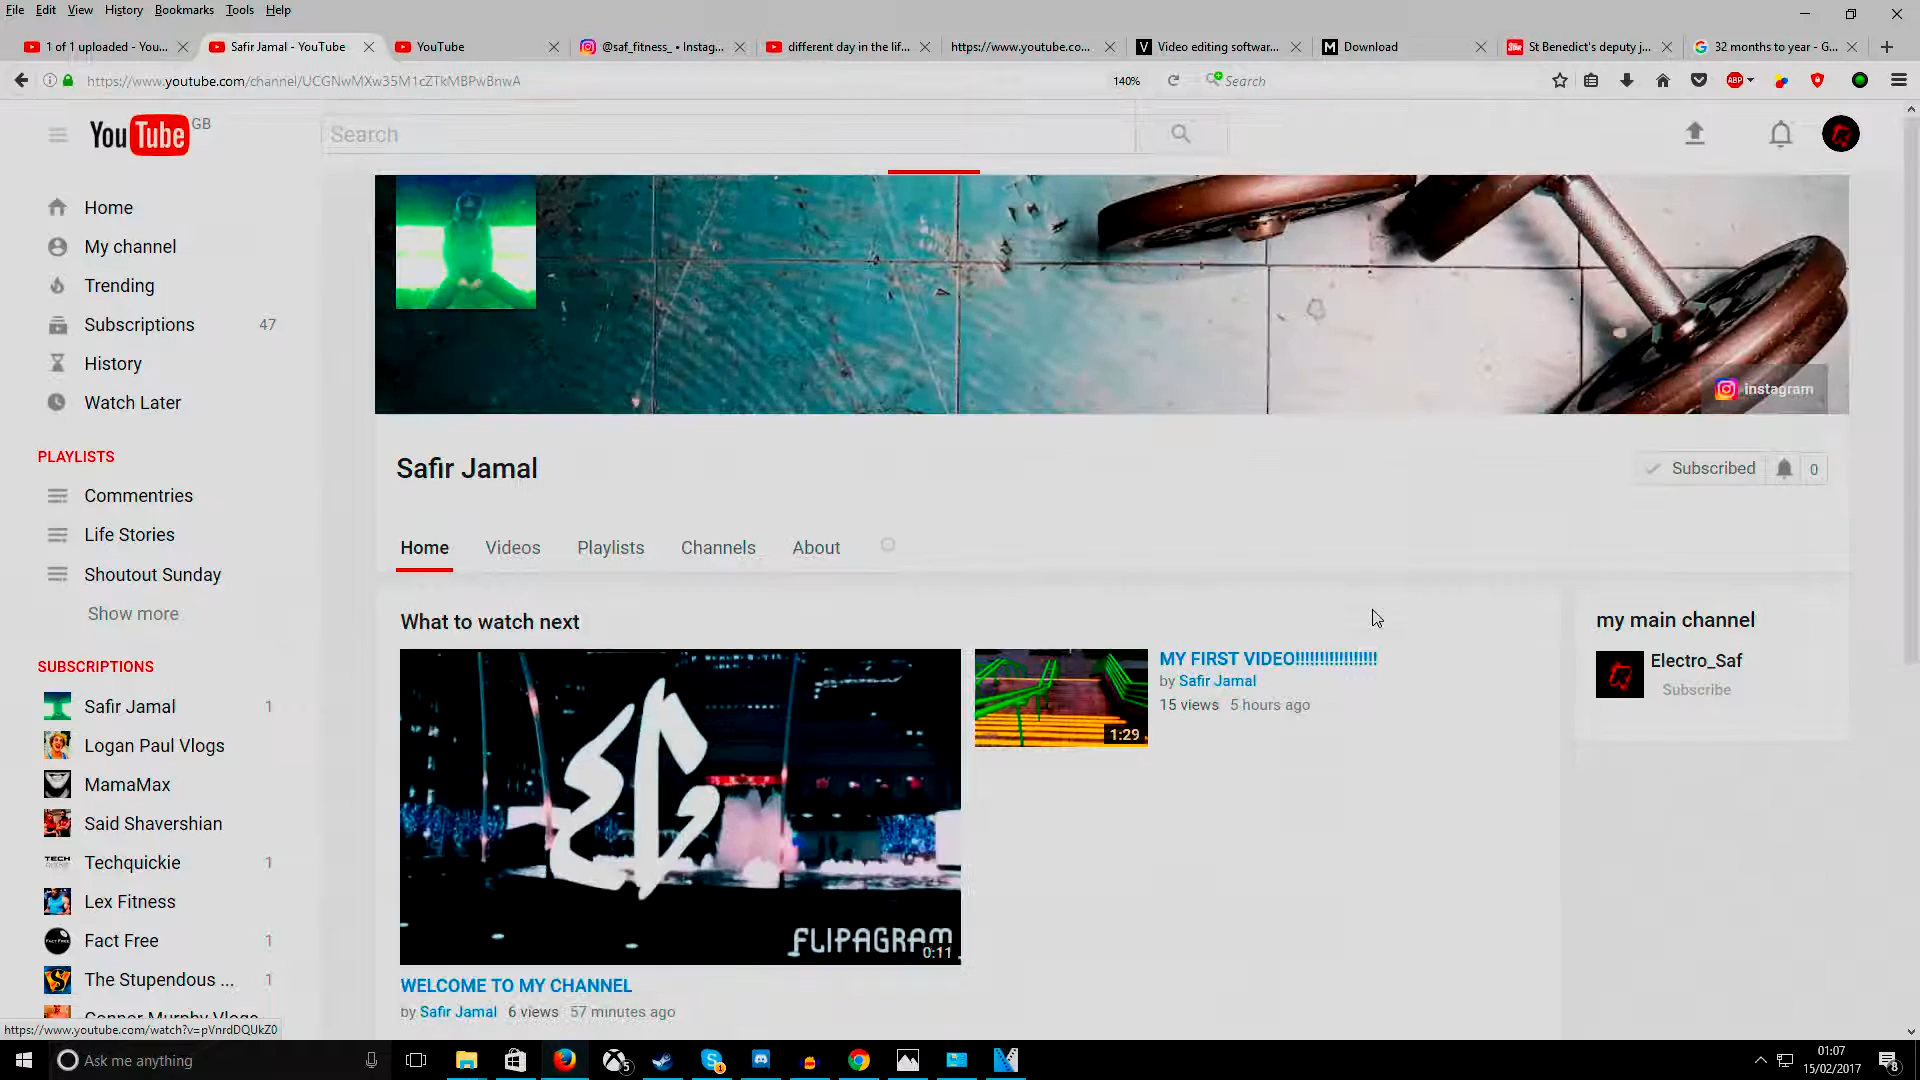 File Edit View History Bookmarks Tools Help
1 of 1 uploaded - You...
Safir Jamal - YouTube
YouTube
@saf_fitness_ • Instag...
different day in the lif...
https://www.youtube.co...
Video editing softwar...
Download
St Benedict's deputy j...
32 months to year - G...
https://www.youtube.com/channel/UCGNwMXw35M1cZTkMBPwBnwA
140%
Search
ABP
YouTube GB
Search
Home
My channel
Trending
Subscriptions 47
History
Watch Later
PLAYLISTS
Commentries
Life Stories
Shoutout Sunday
Show more
SUBSCRIPTIONS
Safir Jamal 1
Logan Paul Vlogs
MamaMax
Said Shavershian
Techquickie 1
Lex Fitness
Fact Free 1
The Stupendous ... 1
Connor Murphy Vlogs
https://www.youtube.com/watch?v=pVnrdDQUkZ0
instagram
Safir Jamal
Subscribed 0
Home Videos Playlists Channels About
What to watch next
FLIPAGRAM
0:11
WELCOME TO MY CHANNEL
by Safir Jamal 6 views 57 minutes ago
1:29
MY FIRST VIDEO!!!!!!!!!!!!!!!!!
by Safir Jamal
15 views 5 hours ago
my main channel
Electro_Saf
Subscribe
Ask me anything
5
1
01:07
15/02/2017
8